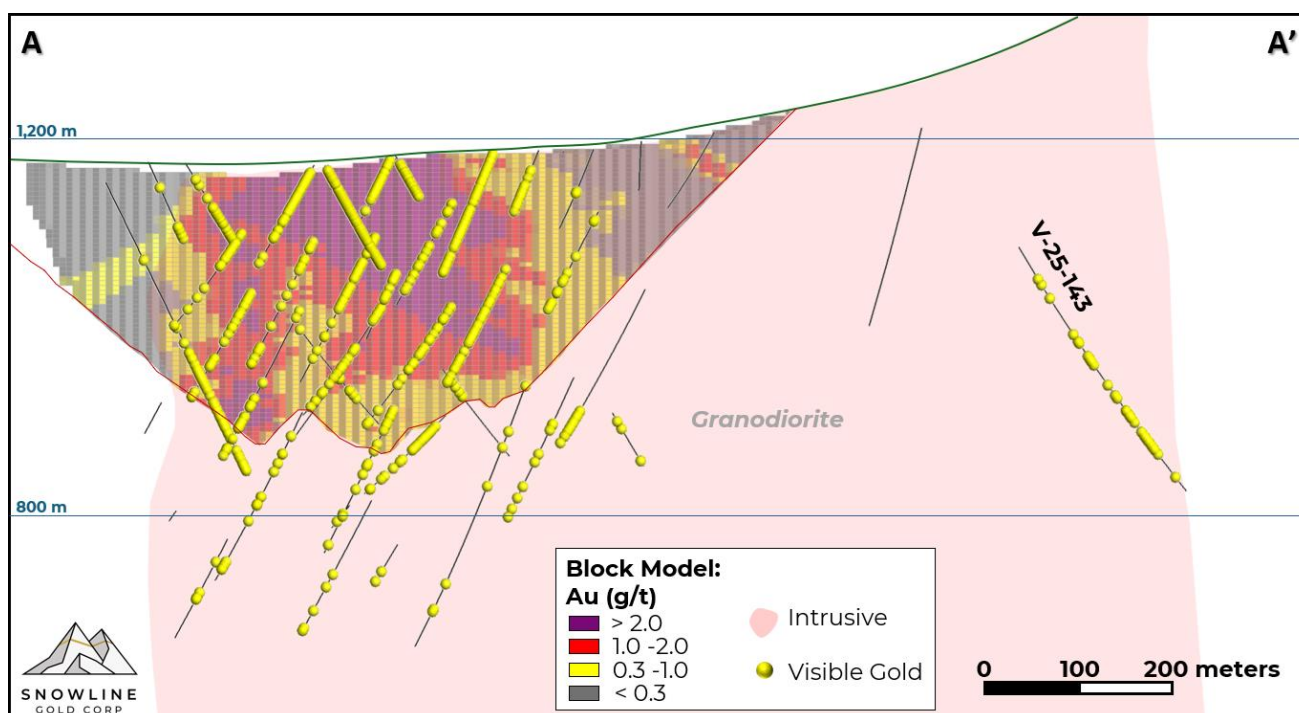 A
A’
1,200 m
V-25-143
Granodiorite
800 m
Block Model:
Au (g/t)
> 2.0
1.0 -2.0
0.3 -1.0
< 0.3
Intrusive
Visible Gold
0 100 200 meters
SNOWLINE
GOLD CORP